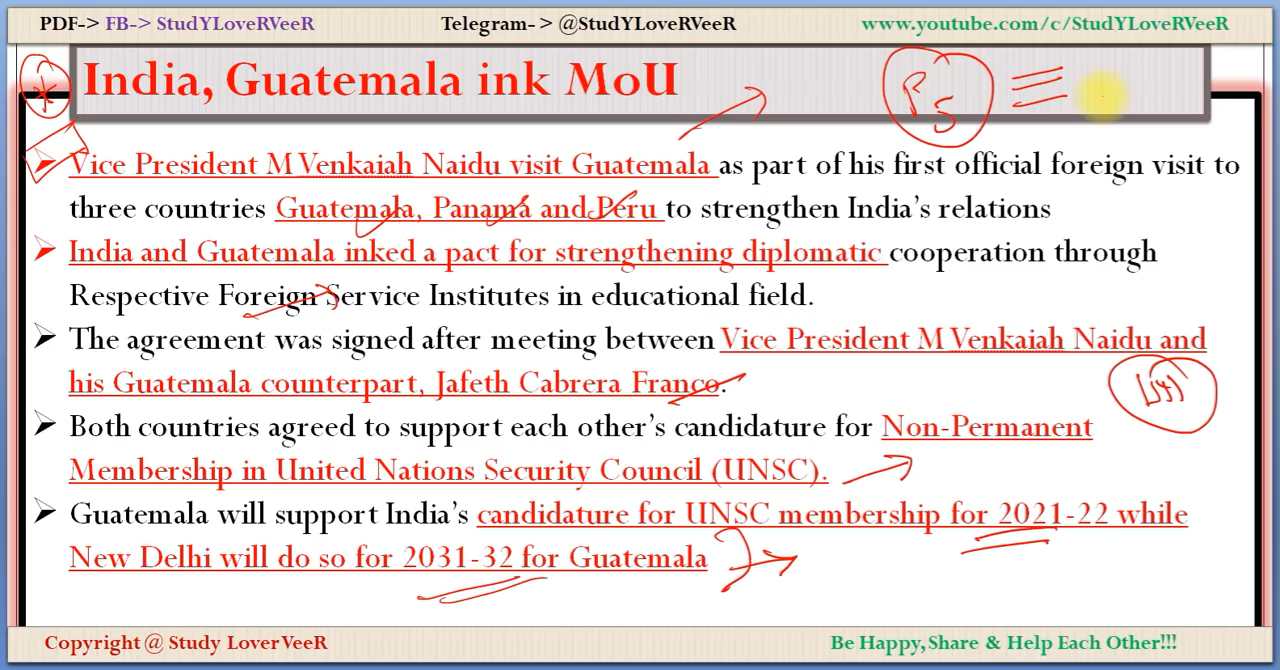 PDF-> FB-> StudYLoveRVeeR Telegram- > @StudYLoveRVeeR www.youtube.com/c/StudYLoveRVeeR
India, Guatemala ink MoU
Vice President M Venkaiah Naidu visit Guatemala as part of his first official foreign visit to
three countries Guatemala, Panama and Peru to strengthen India's relations
India and Guatemala inked a pact for strengthening diplomatic cooperation through
Respective Foreign Service Institutes in educational field.
The agreement was signed after meeting between Vice President M Venkaiah Naidu and
his Guatemala counterpart, Jafeth Cabrera Franco.
Both countries agreed to support each other's candidature for Non-Permanent
Membership in United Nations Security Council (UNSC).
Guatemala will support India's candidature for UNSC membership for 2021-22 while
New Delhi will do so for 2031-32 for Guatemala
Copyright @ Study LoverVeeR Be Happy,Share & Help Each Other!!!